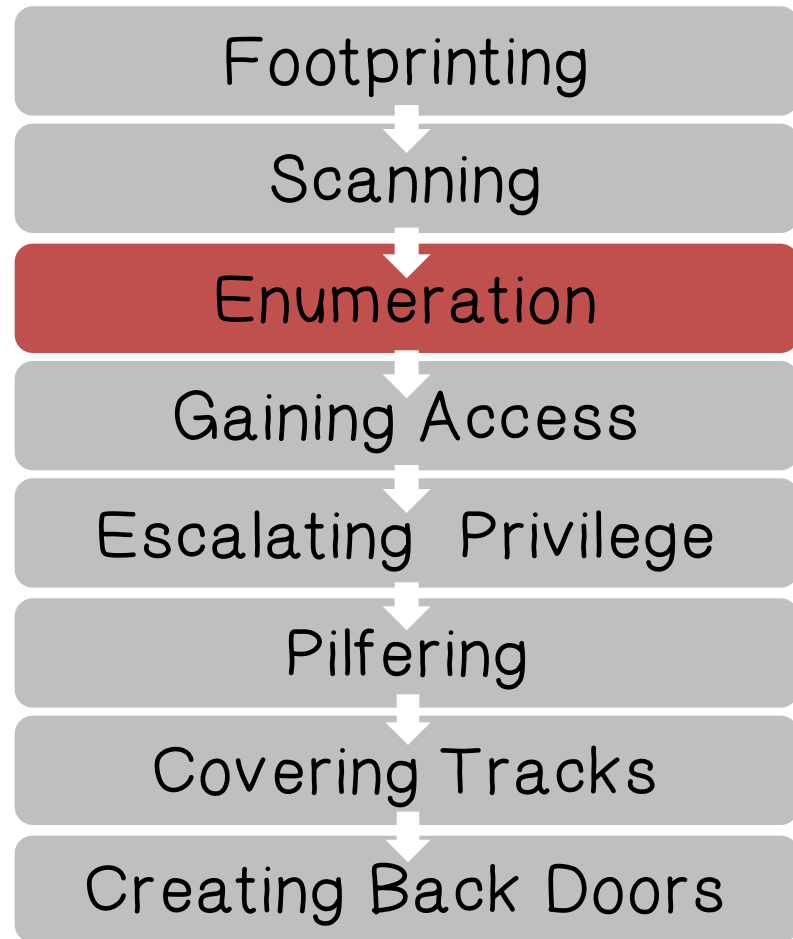 Footprinting
Scanning
Enumeration
Gaining Access
Escalating Privilege
Pilfering
Covering Tracks
Creating Back Doors